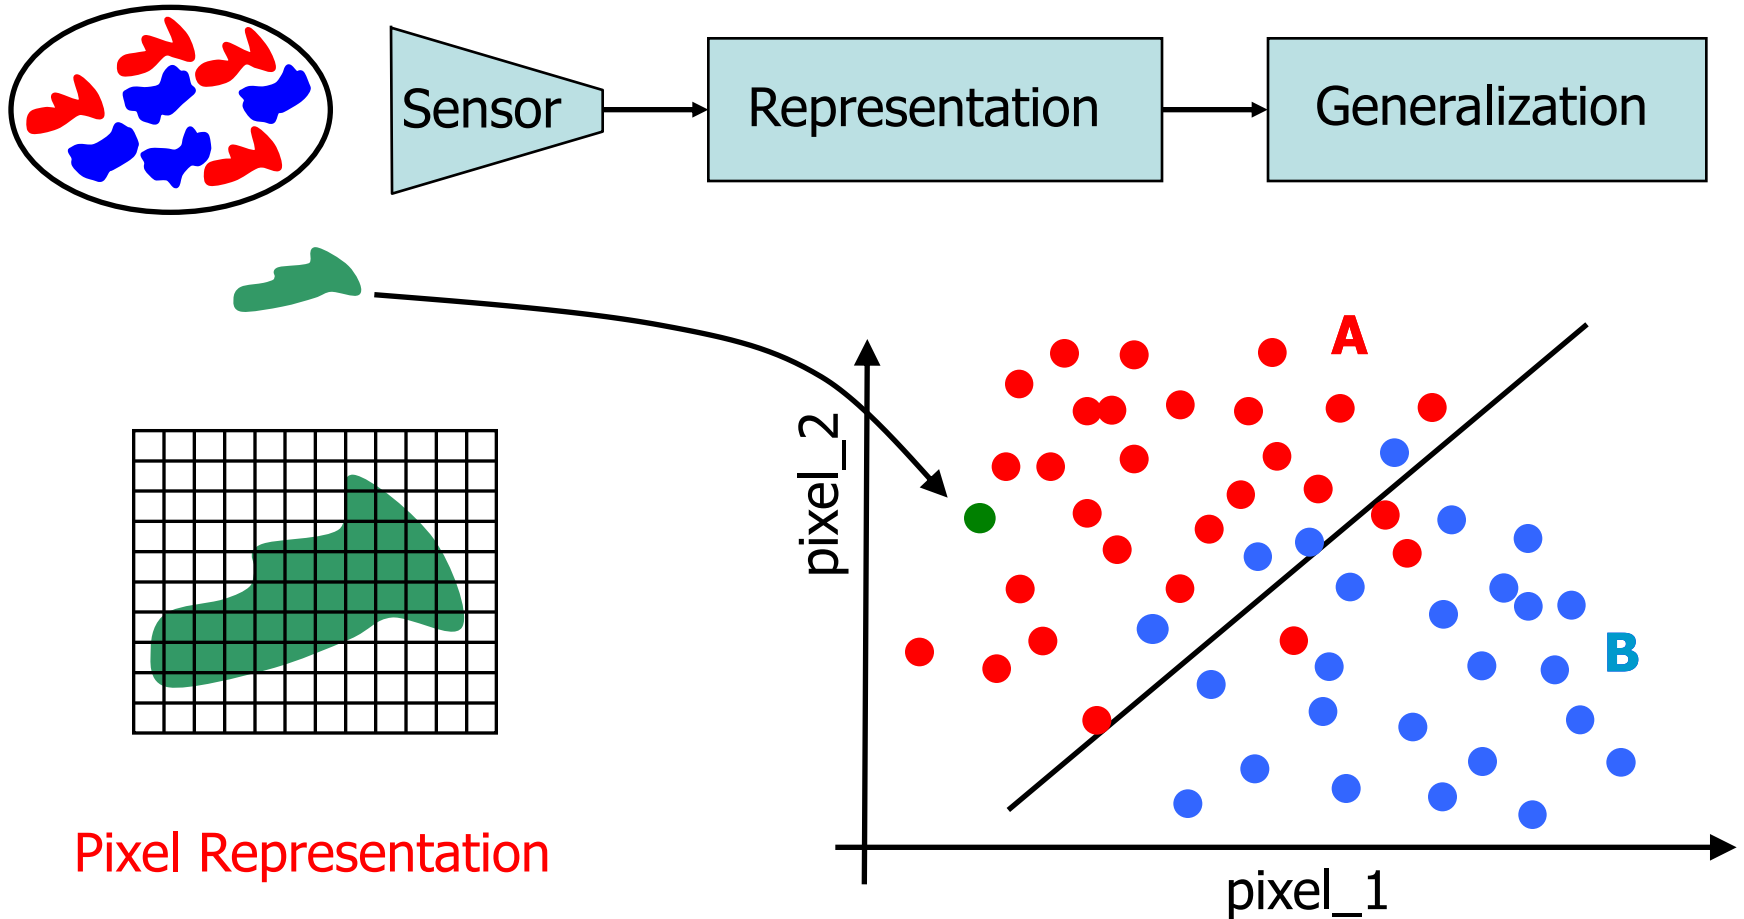 Sensor
Representation
Generalization
A
pixel_2
B
Pixel Representation
pixel_1